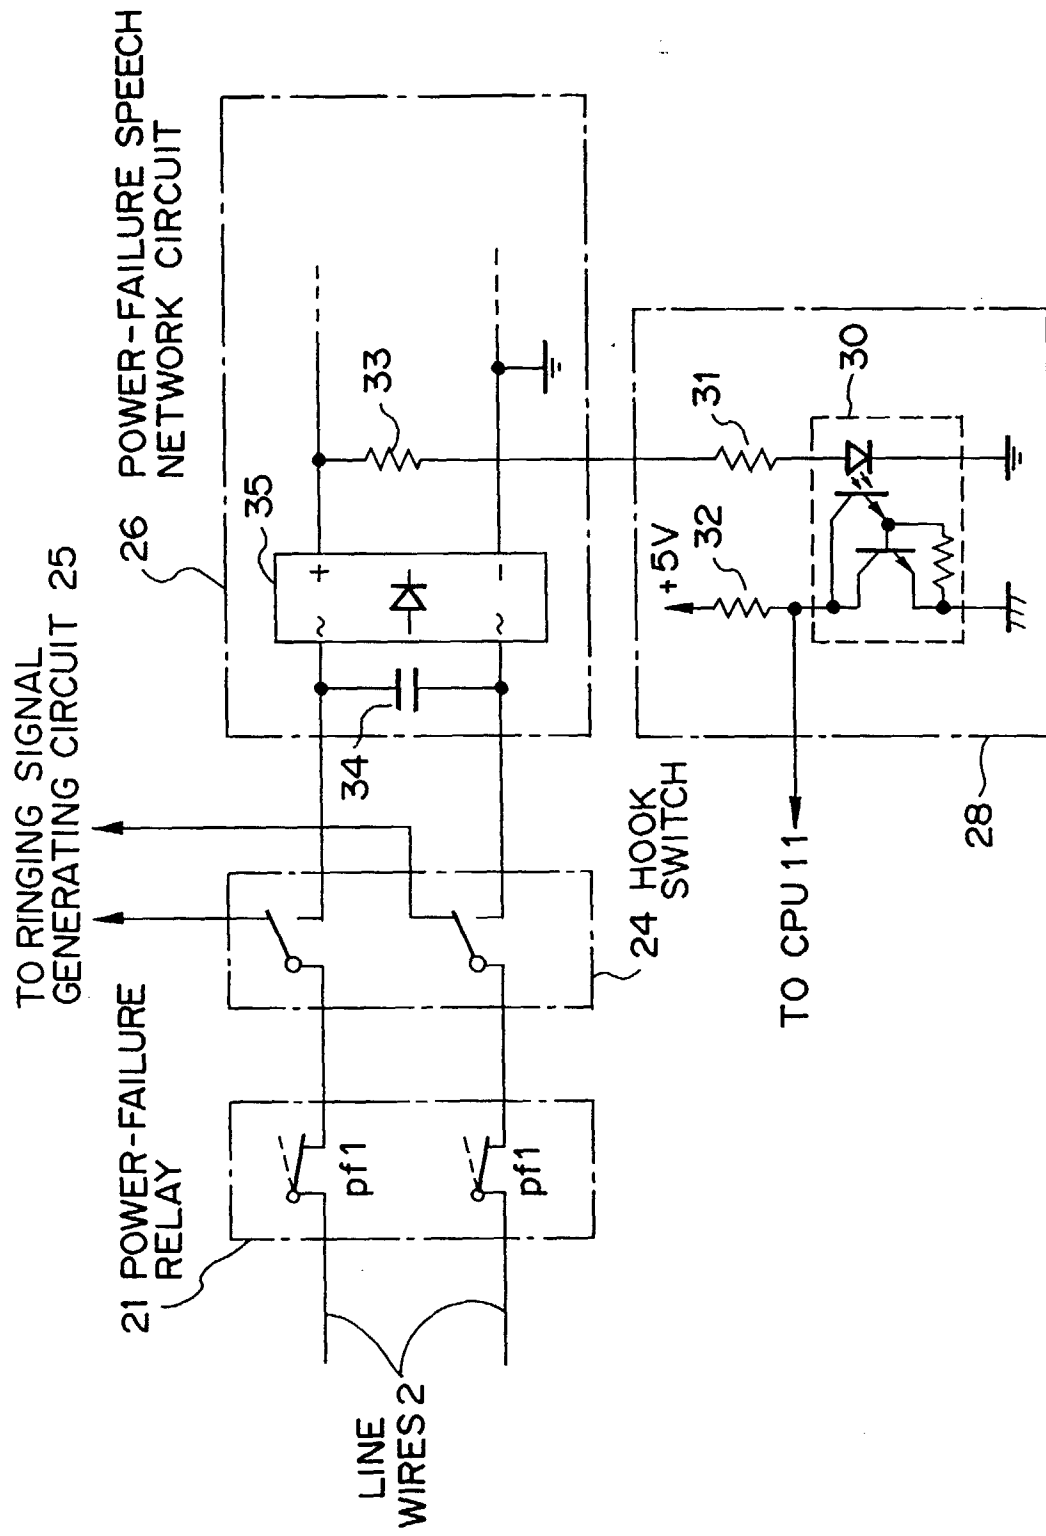 TO RINGING SIGNAL
GENERATING CIRCUIT 25
26 POWER-FAILURE SPEECH
NETWORK CIRCUIT
21 POWER-FAILURE
RELAY
LINE
WIRES 2
pf1
pf1
24 HOOK
SWITCH
34
35
~
~
+
−
33
+5V
32
31
30
TO CPU 11
28